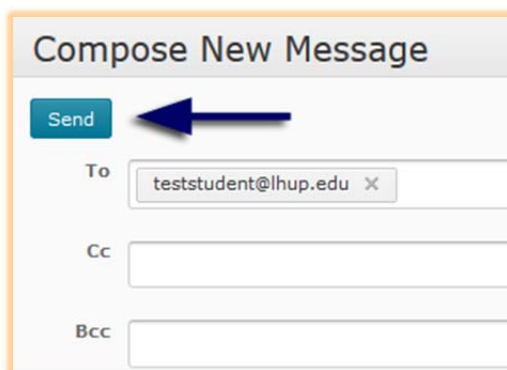 Compose New Message
Send
To
teststudent@lhup.edu ×
Cc
Bcc